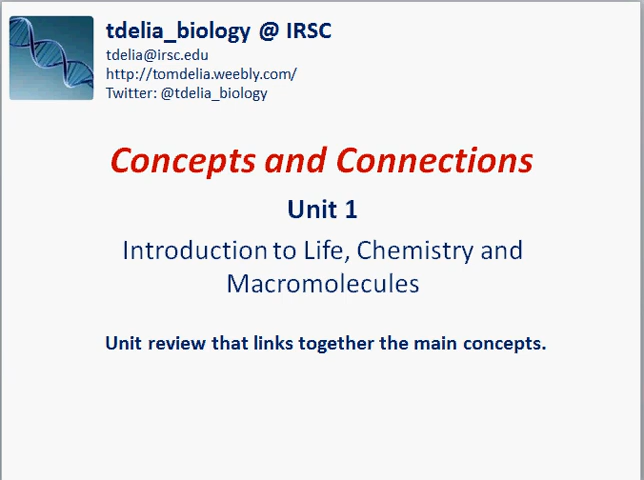 tdelia_biology @ IRSC
tdelia@irsc.edu
http://tomdelia.weebly.com/
Twitter: @tdelia_biology
Concepts and Connections
Unit 1
Introduction to Life, Chemistry and
Macromolecules
Unit review that links together the main concepts.